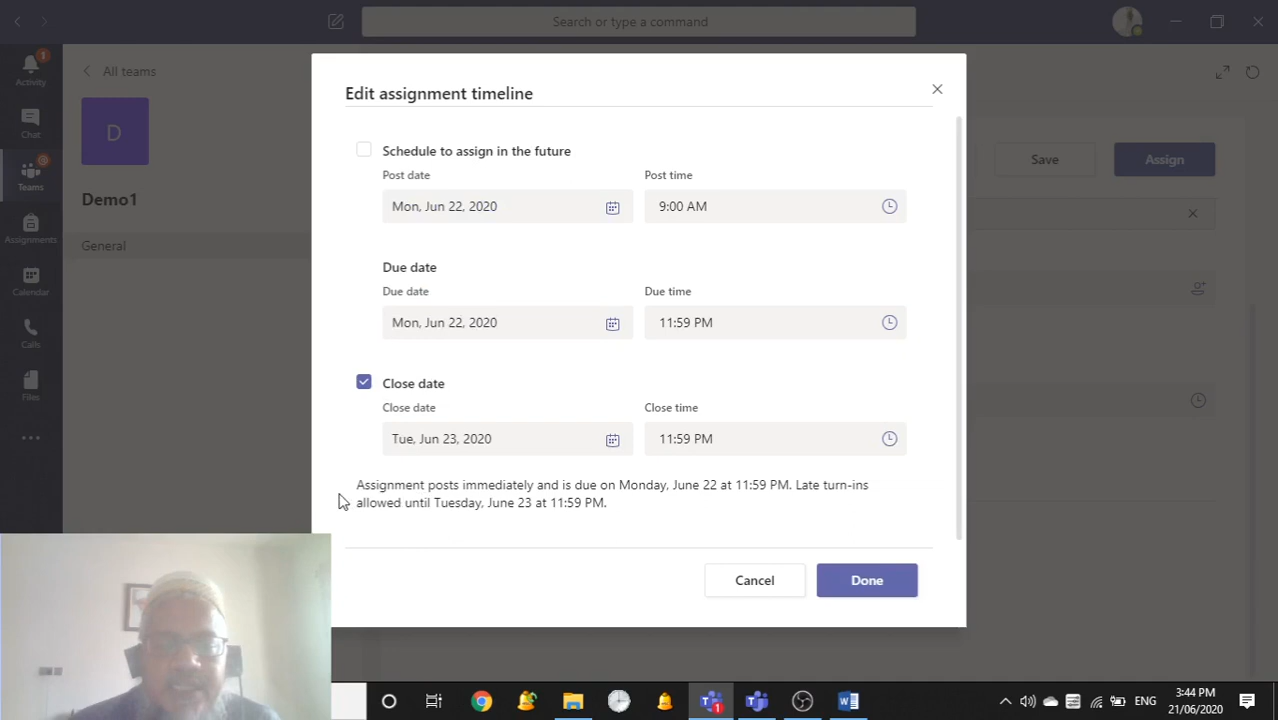 Search or type a command
1
Activity
Chat
Teams
Assignments
Calendar
Calls
Files
All teams
D
Demo1
General
Save
Assign
Edit assignment timeline
Schedule to assign in the future
Post date
Post time
Mon, Jun 22, 2020
9:00 AM
Due date
Due date
Due time
Mon, Jun 22, 2020
11:59 PM
Close date
Close date
Close time
Tue, Jun 23, 2020
11:59 PM
Assignment posts immediately and is due on Monday, June 22 at 11:59 PM. Late turn-ins
allowed until Tuesday, June 23 at 11:59 PM.
Cancel
Done
1
ENG
3:44 PM
21/06/2020